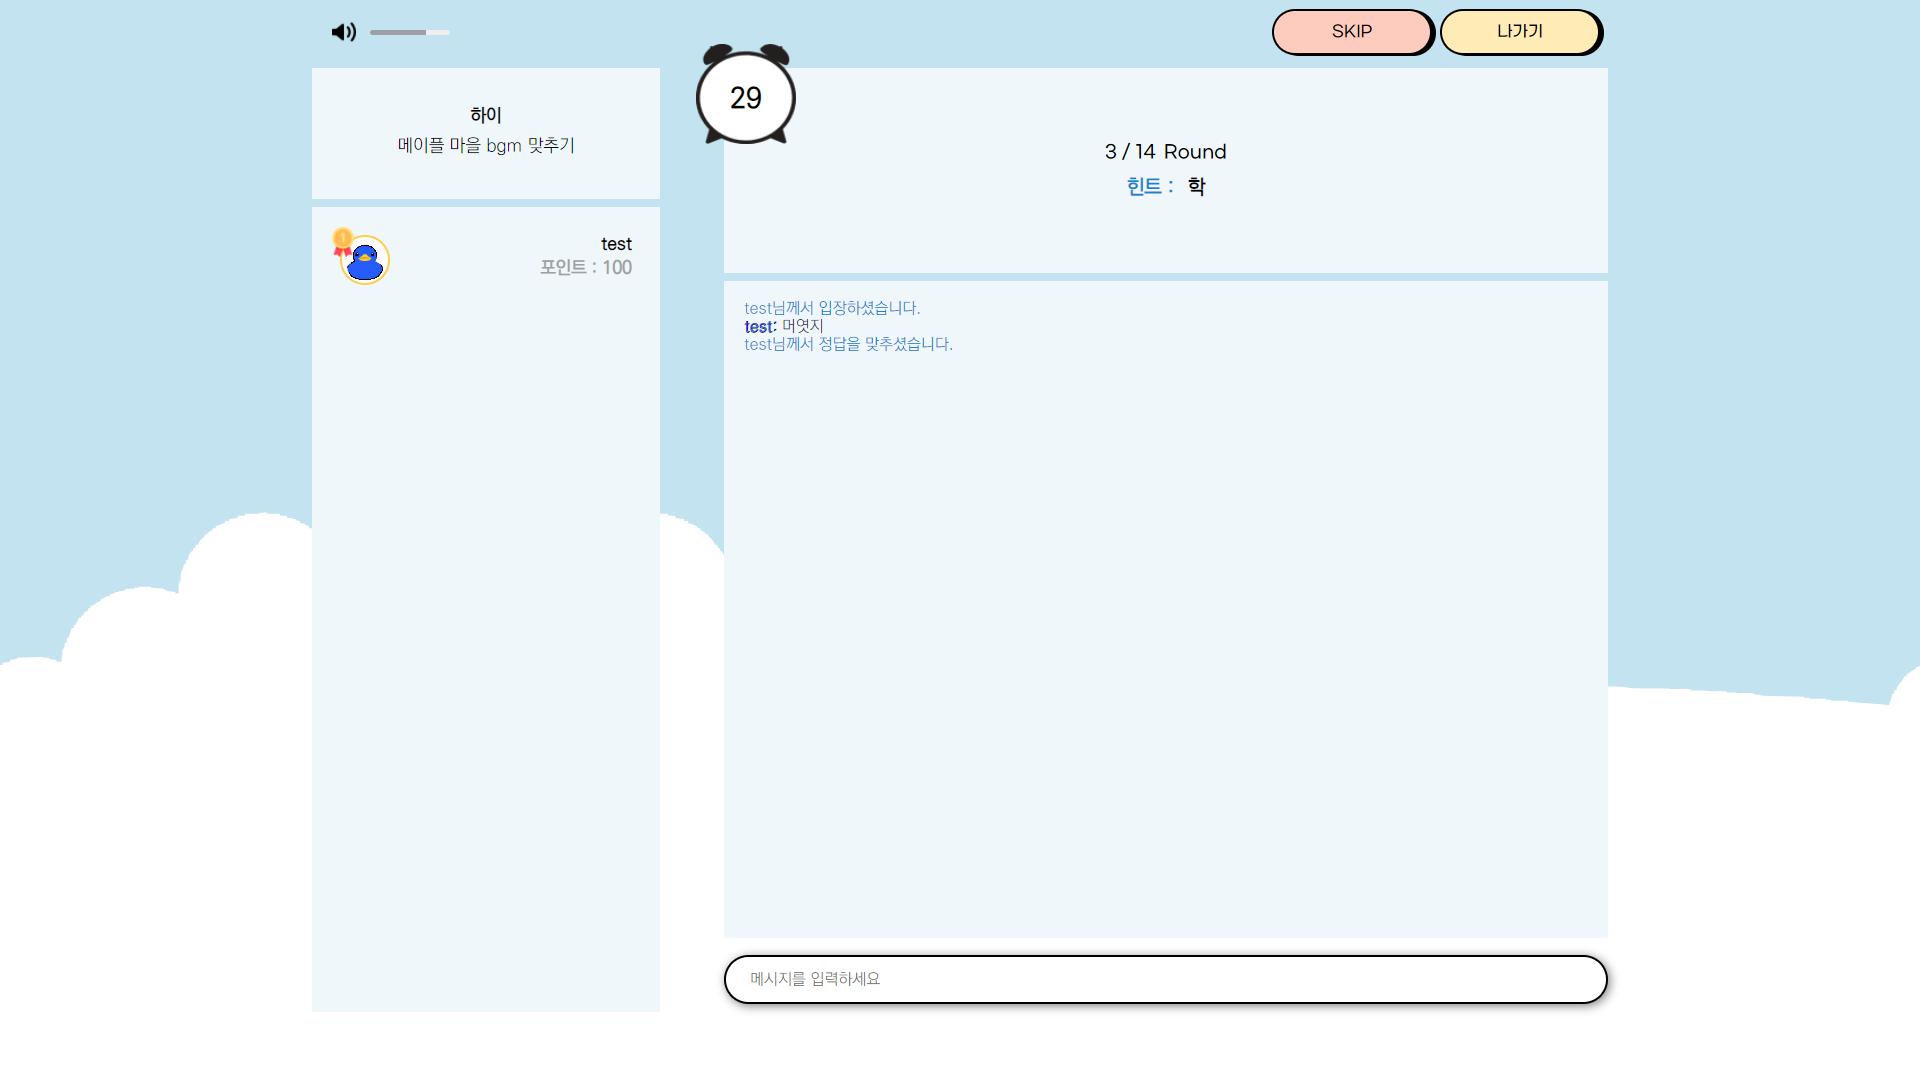 SKIP
나가기
29
하이
메이플 마을 bgm 맞추기
3 / 14 Round
힌트 : 학
1
test
포인트 : 100
test님께서 입장하셨습니다.
test: 머엿지
test님께서 정답을 맞추셨습니다.
메시지를 입력하세요